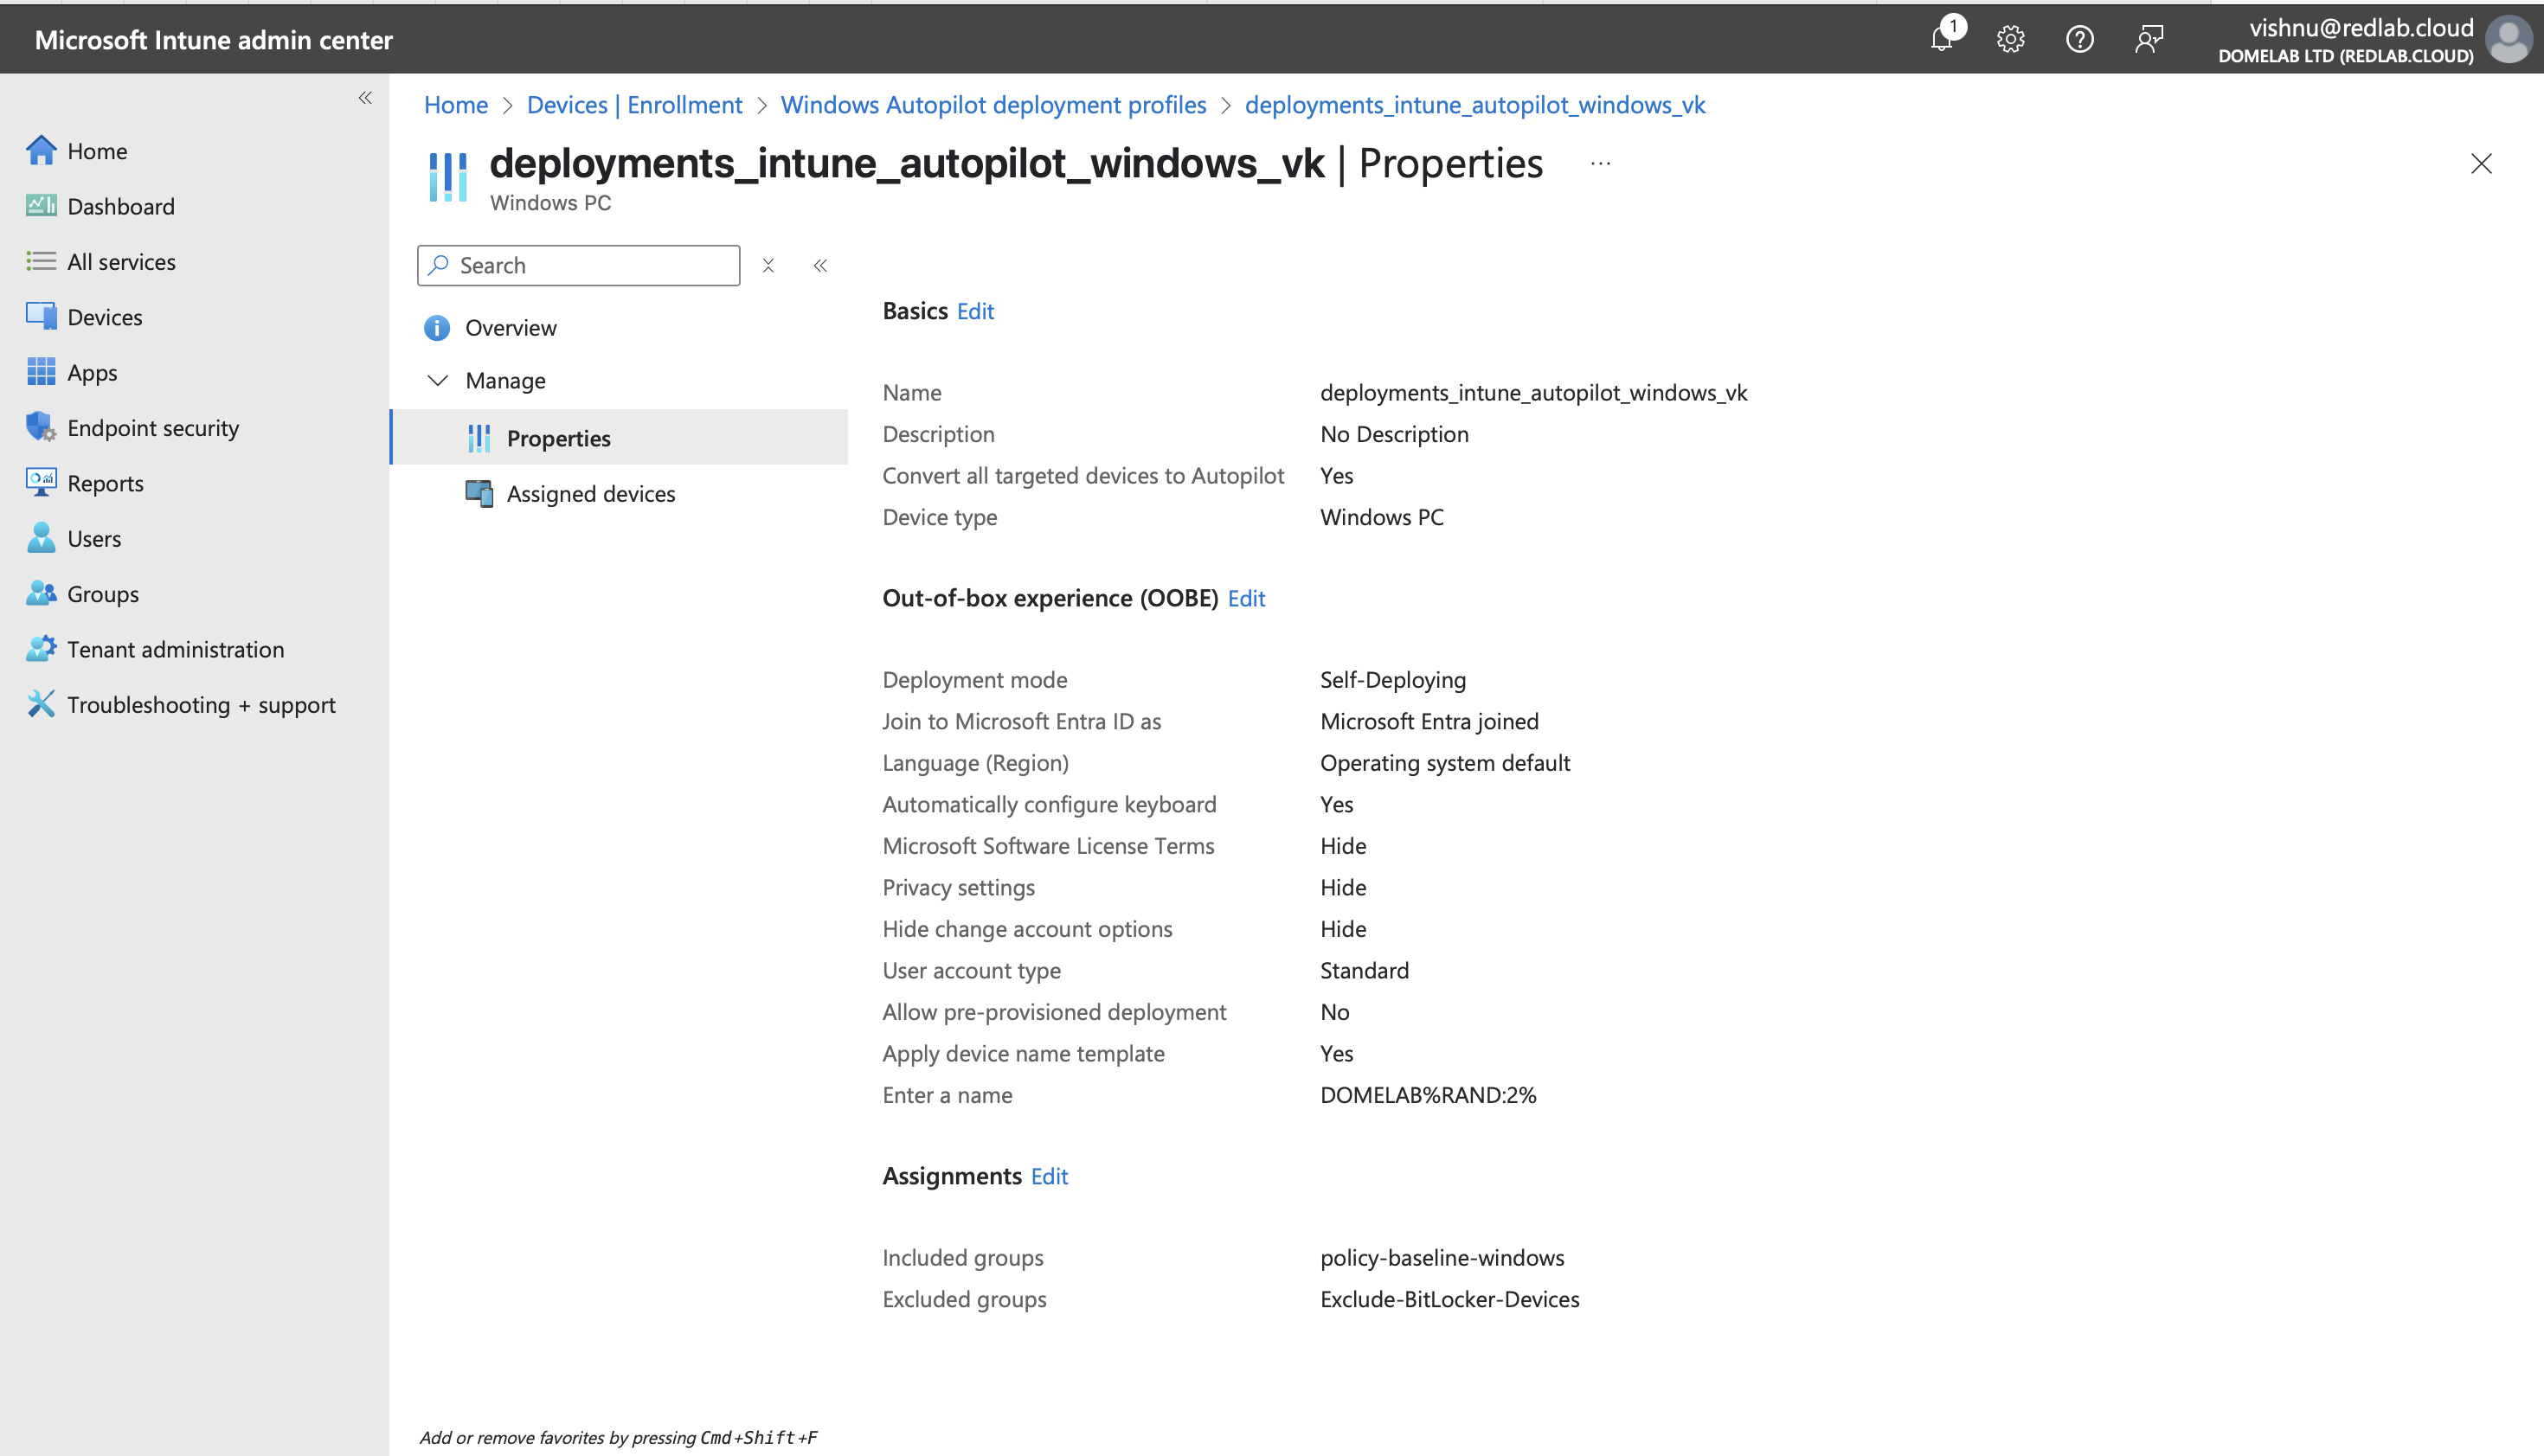 Microsoft Intune admin center
1
vishnu@redlab.cloud
DOMELAB LTD (REDLAB.CLOUD)
Home
Dashboard
All services
Devices
Apps
Endpoint security
Reports
Users
Groups
Tenant administration
Troubleshooting + support
Home > Devices | Enrollment > Windows Autopilot deployment profiles > deployments_intune_autopilot_windows_vk
deployments_intune_autopilot_windows_vk | Properties ...
Windows PC
Search
Overview
Manage
Properties
Assigned devices
Basics Edit
Name deployments_intune_autopilot_windows_vk
Description No Description
Convert all targeted devices to Autopilot Yes
Device type Windows PC
Out-of-box experience (OOBE) Edit
Deployment mode Self-Deploying
Join to Microsoft Entra ID as Microsoft Entra joined
Language (Region) Operating system default
Automatically configure keyboard Yes
Microsoft Software License Terms Hide
Privacy settings Hide
Hide change account options Hide
User account type Standard
Allow pre-provisioned deployment No
Apply device name template Yes
Enter a name DOMELAB%RAND:2%
Assignments Edit
Included groups policy-baseline-windows
Excluded groups Exclude-BitLocker-Devices
Add or remove favorites by pressing Cmd+Shift+F